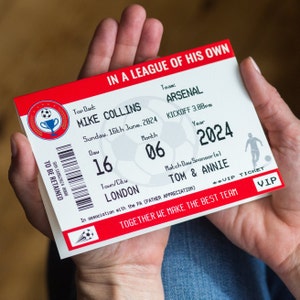 IN A LEAGUE OF HIS OWN
Top Dad:
MIKE COLLINS
Team:
ARSENAL
Sunday, 16th June, 2024
KICKOFF 3.00pm
Day
16
Month
06
2024
Town/City:
LONDON
Match Day Sponsor(s)
TOM & ANNIE
TO BE RETAINED
In association with the FA (FATHER APPRECIATION)
VIP TICKET
VIP
TOGETHER WE MAKE THE BEST TEAM